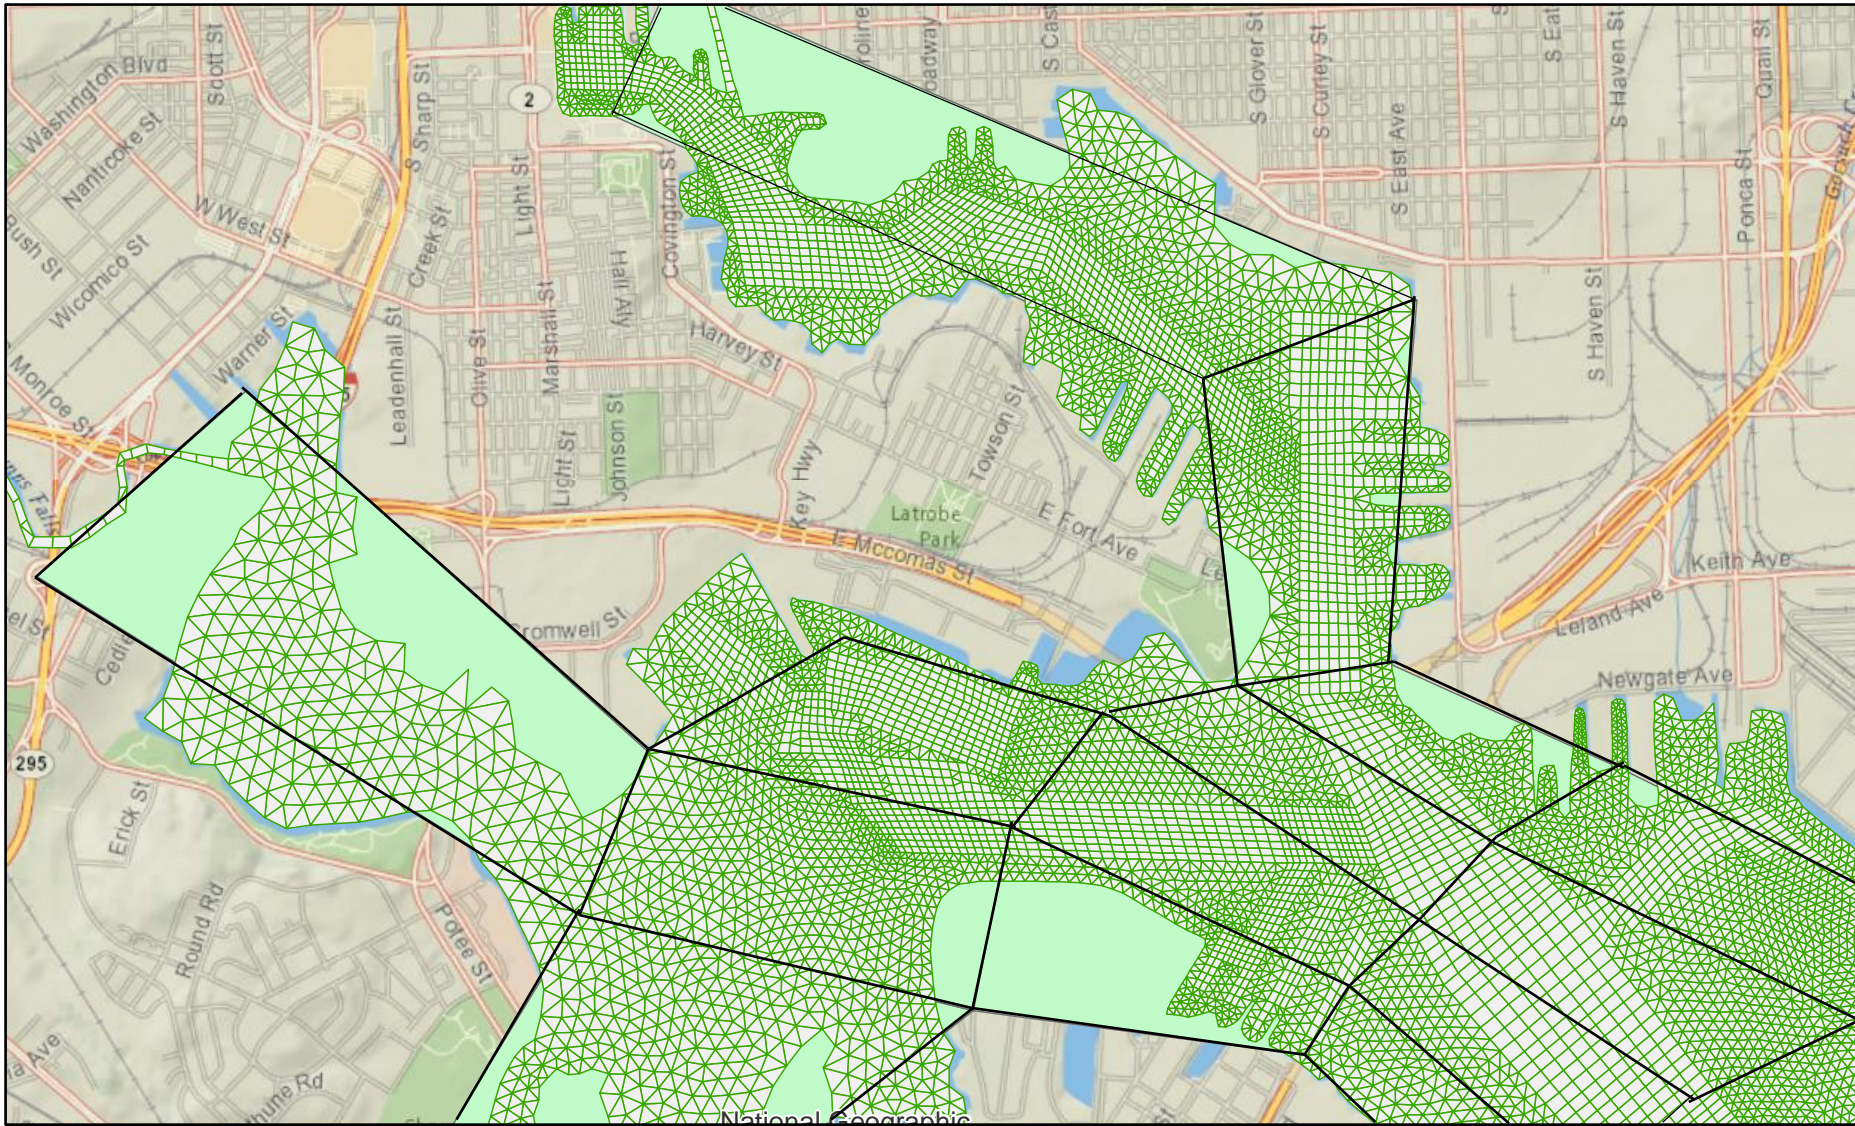 Blvd
Scott St
Washington
Nanticoke St
S Sharp St
2
Light St
Broadway
S Glover St
S Curley St
S East Ave
S Haven St
Quail St
Ponca St
W West St
Bush St
Wicomico St
Creek St
Covington St
Hall Ally
Warner St
Monroe St
Leadenhall St
Olive St
Marshall St
Harvey St
S Haven St
Johnson St
Light St
Key Hwy
Towson St
Latrobe
Park
E Fort Ave
E Mccomas St
Keith Ave
Leland Ave
Cromwell St
Newgate Ave
295
Erick St
Round Rd
Potee St
National Geographic